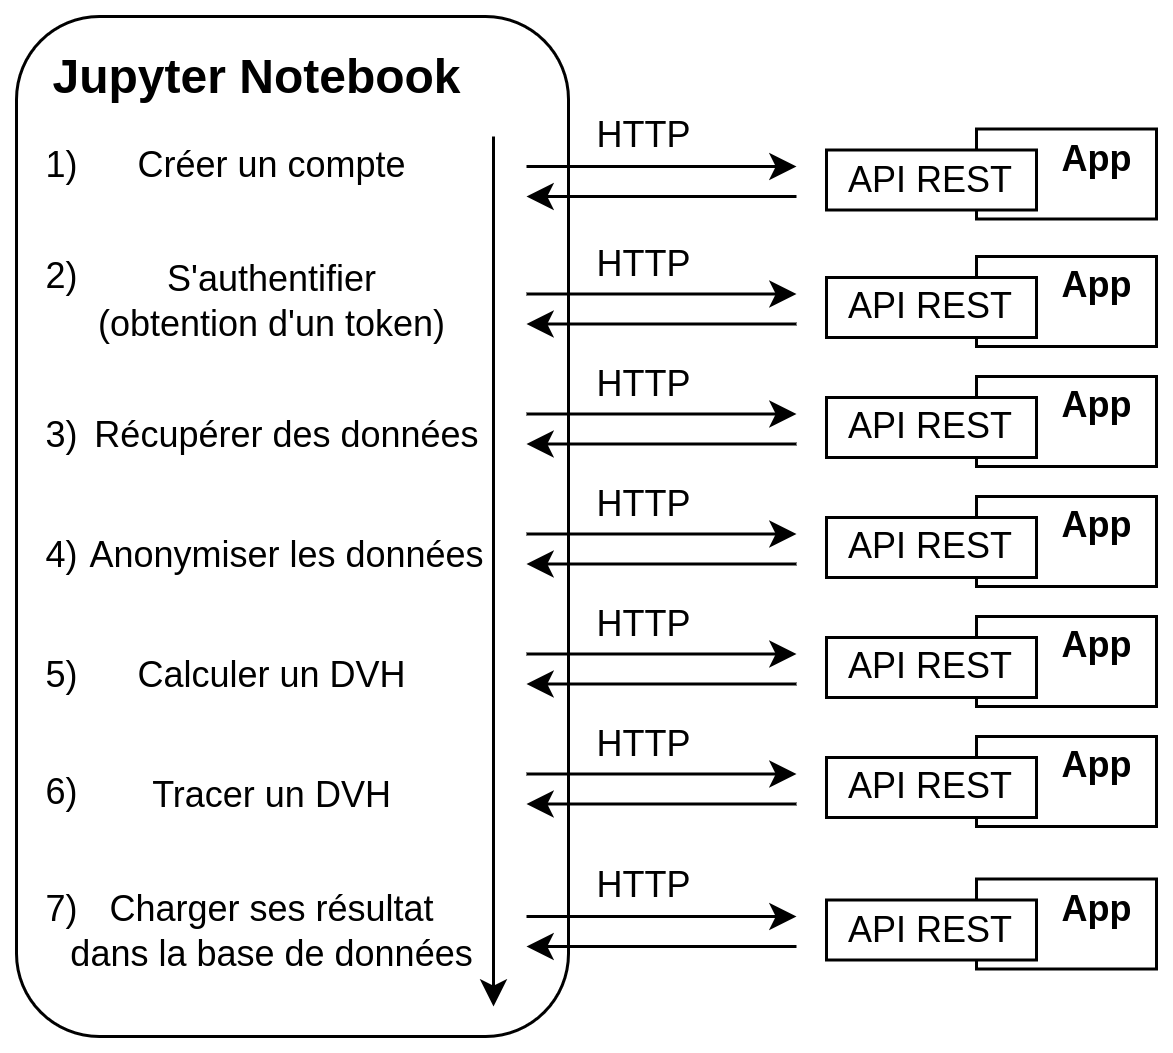 Jupyter Notebook
1) Créer un compte
HTTP
API REST
App
2) S'authentifier
(obtention d'un token)
HTTP
API REST
App
3) Récupérer des données
HTTP
API REST
App
4) Anonymiser les données
HTTP
API REST
App
5) Calculer un DVH
HTTP
API REST
App
6) Tracer un DVH
HTTP
API REST
App
7) Charger ses résultat
dans la base de données
HTTP
API REST
App